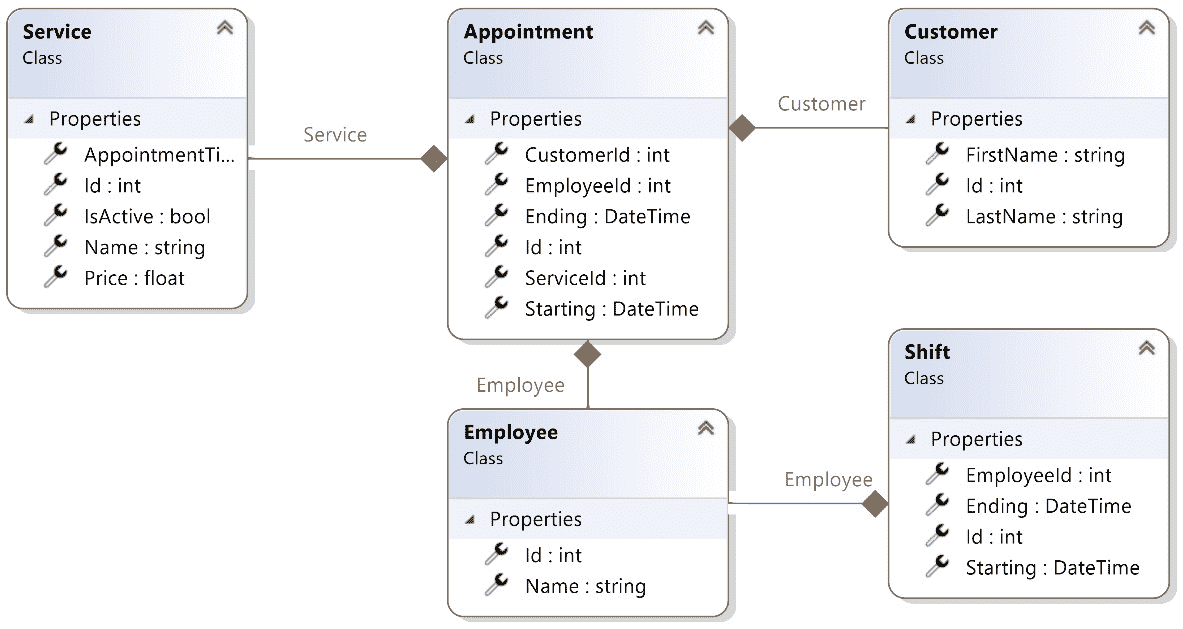 Service
Class
Properties
AppointmentTi...
Id : int
IsActive : bool
Name : string
Price : float
Service
Appointment
Class
Properties
CustomerId : int
EmployeeId : int
Ending : DateTime
Id : int
ServiceId : int
Starting : DateTime
Customer
Customer
Class
Properties
FirstName : string
Id : int
LastName : string
Employee
Employee
Class
Properties
Id : int
Name : string
Employee
Shift
Class
Properties
EmployeeId : int
Ending : DateTime
Id : int
Starting : DateTime